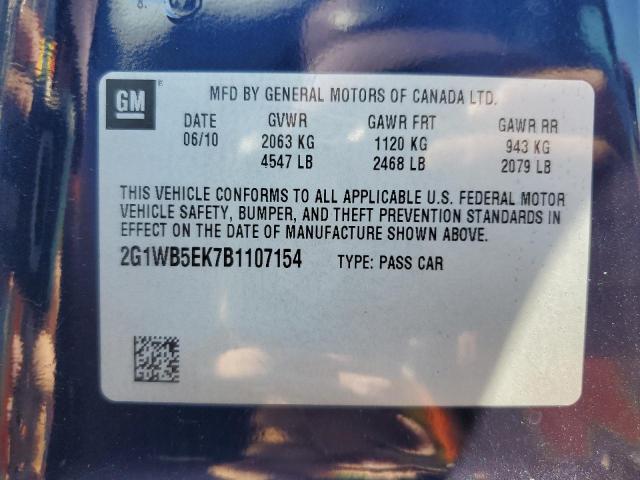 GM
MFD BY GENERAL MOTORS OF CANADA LTD.
DATE GVWR GAWR FRT GAWR RR
06/10 2063 KG 1120 KG 943 KG
4547 LB 2468 LB 2079 LB
THIS VEHICLE CONFORMS TO ALL APPLICABLE U.S. FEDERAL MOTOR
VEHICLE SAFETY, BUMPER, AND THEFT PREVENTION STANDARDS IN
EFFECT ON THE DATE OF MANUFACTURE SHOWN ABOVE.
2G1WB5EK7B1107154 TYPE: PASS CAR